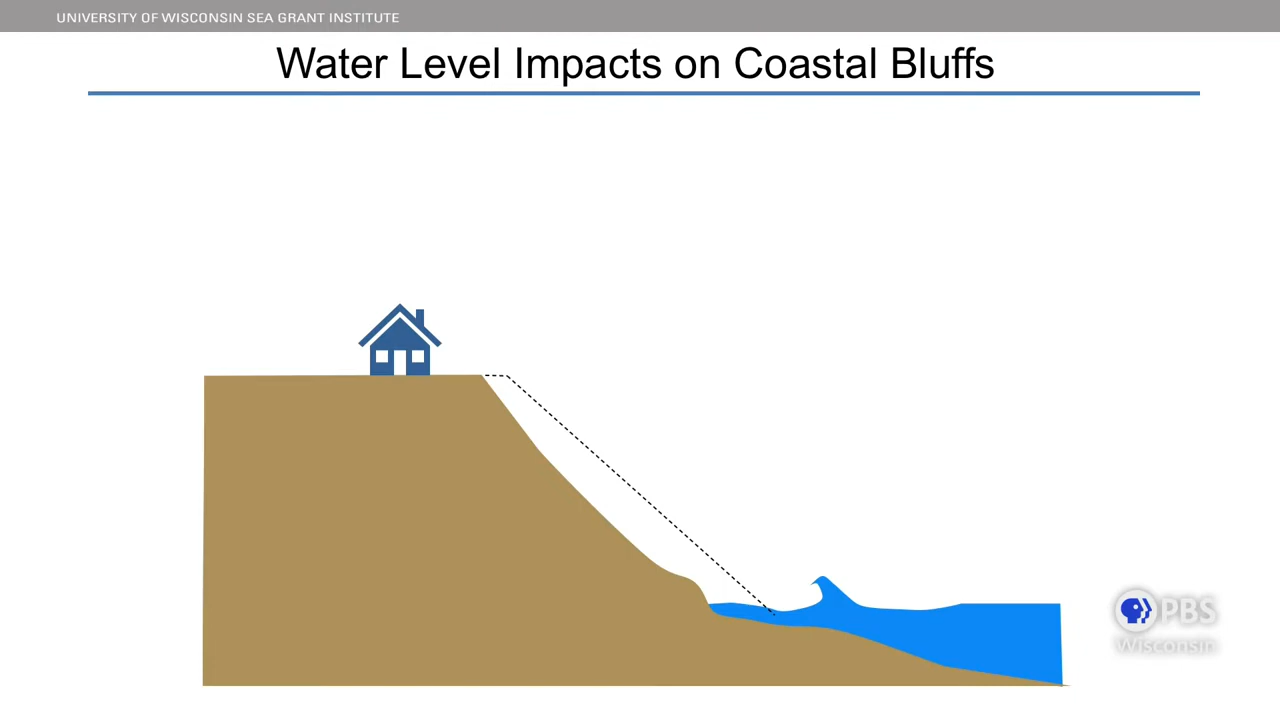 UNIVERSITY OF WISCONSIN SEA GRANT INSTITUTE
Water Level Impacts on Coastal Bluffs
PBS
Wisconsin